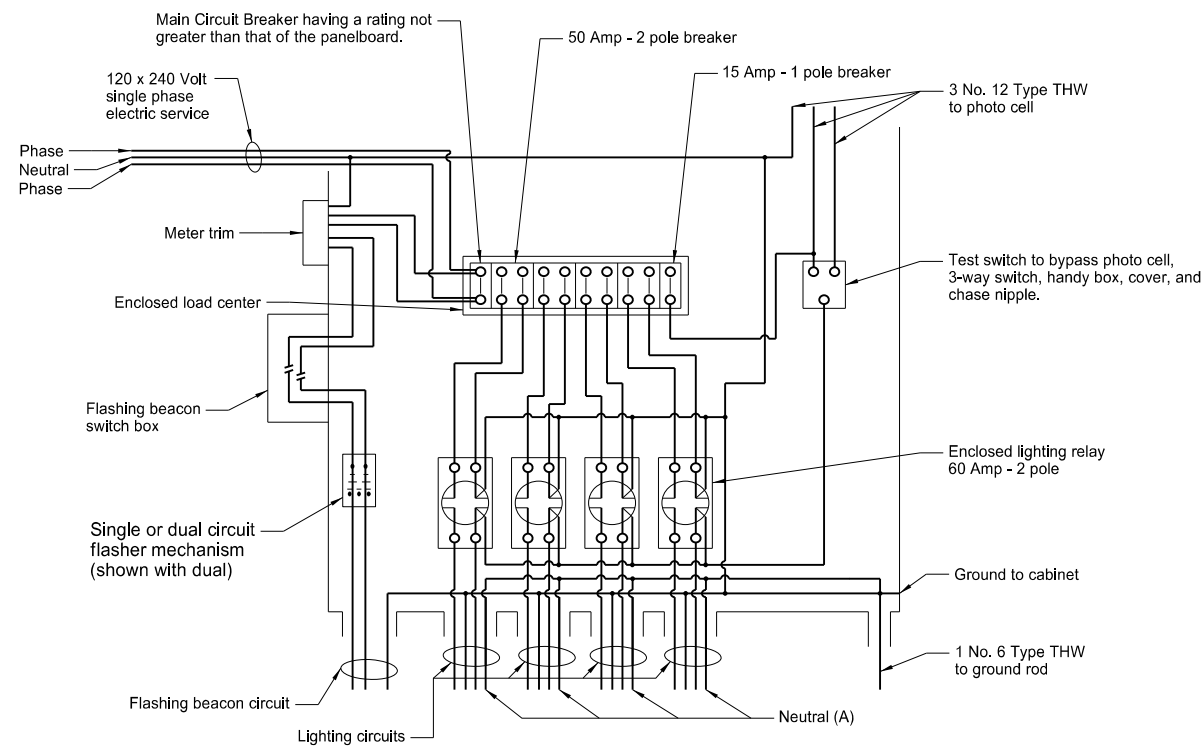 Main Circuit Breaker having a rating not
greater than that of the panelboard.
50 Amp - 2 pole breaker
15 Amp - 1 pole breaker
120 x 240 Volt
single phase
electric service
3 No. 12 Type THW
to photo cell
Phase
Neutral
Phase
Meter trim
Test switch to bypass photo cell,
3-way switch, handy box, cover, and
chase nipple.
Enclosed load center
Flashing beacon
switch box
Enclosed lighting relay
60 Amp - 2 pole
Single or dual circuit
flasher mechanism
(shown with dual)
Ground to cabinet
1 No. 6 Type THW
to ground rod
Flashing beacon circuit
Neutral (A)
Lighting circuits